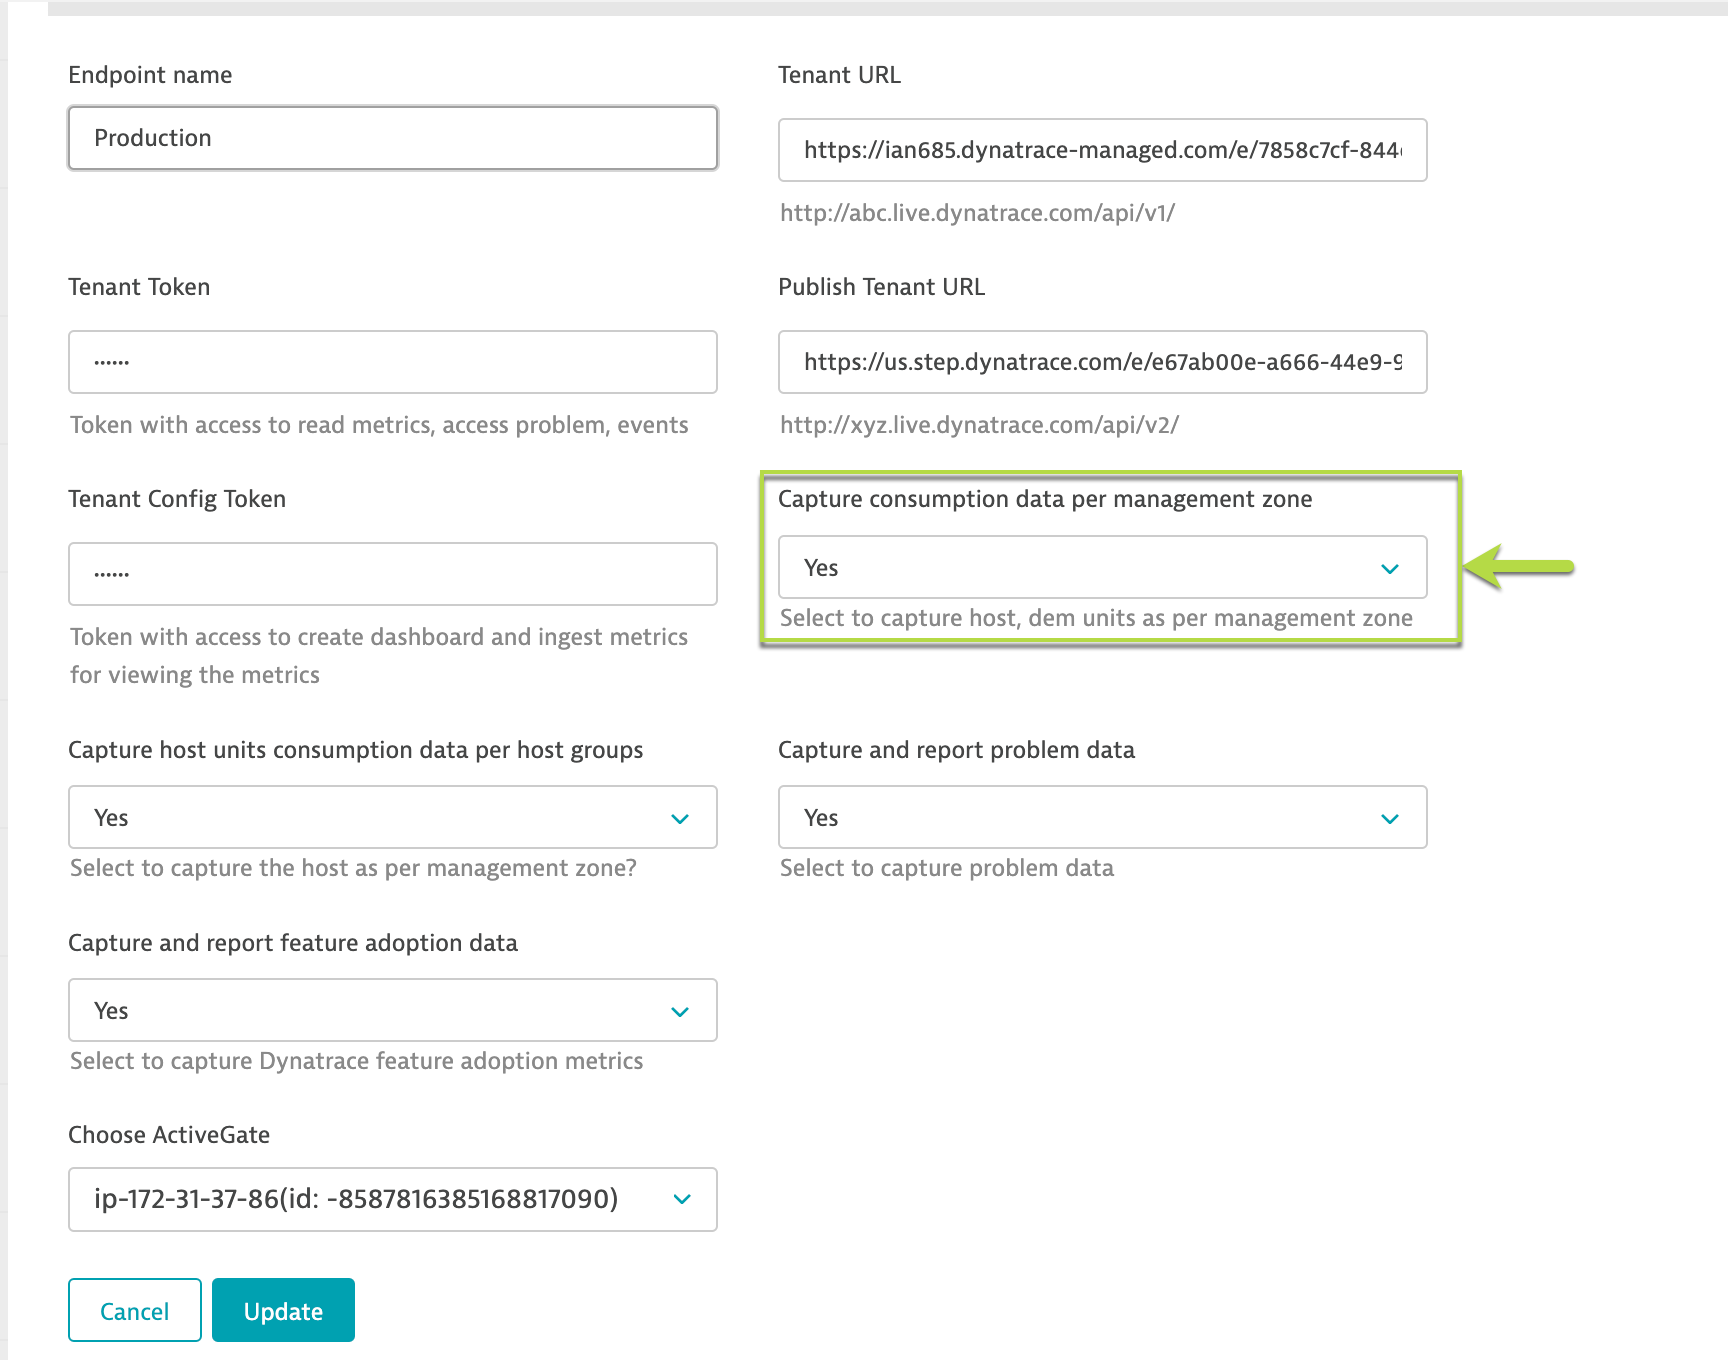 Endpoint name
Production
Tenant URL
https://ian685.dynatrace-managed.com/e/7858c7cf-844
http://abc.live.dynatrace.com/api/v1/
Tenant Token
••••••
Token with access to read metrics, access problem, events
Publish Tenant URL
https://us.step.dynatrace.com/e/e67ab00e-a666-44e9-9
http://xyz.live.dynatrace.com/api/v2/
Tenant Config Token
••••••
Token with access to create dashboard and ingest metrics
for viewing the metrics
Capture consumption data per management zone
Yes
Select to capture host, dem units as per management zone
Capture host units consumption data per host groups
Yes
Select to capture the host as per management zone?
Capture and report problem data
Yes
Select to capture problem data
Capture and report feature adoption data
Yes
Select to capture Dynatrace feature adoption metrics
Choose ActiveGate
ip-172-31-37-86(id: -8587816385168817090)
Cancel
Update